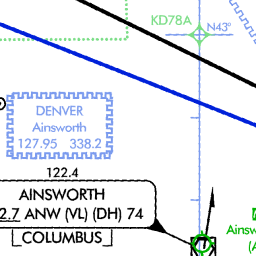 KD78A
N43°
DENVER
Ainsworth
127.95 338.2
122.4
AINSWORTH
2.7 ANW (VL) (DH) 74
COLUMBUS
Ainsw
(A